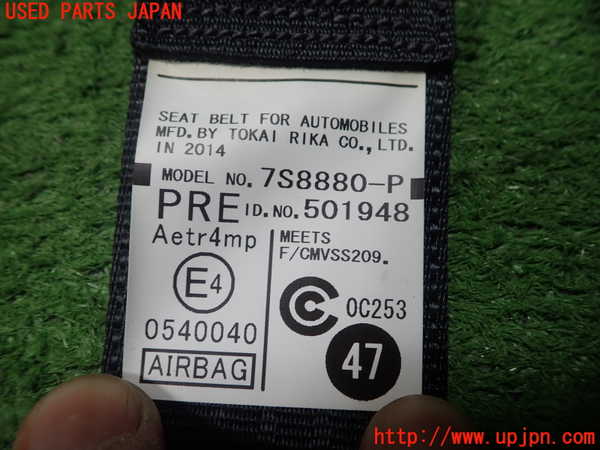 USED PARTS JAPAN
SEAT BELT FOR AUTOMOBILES
MFD. BY TOKAI RIKA CO., LTD.
IN 2014
MODEL NO. 7S8880-P
PRE ID.NO. 501948
Aetr4mp
E4
0540040
AIRBAG
MEETS
F/CMVSS209.
C
0C253
47
http://www.upjpn.com